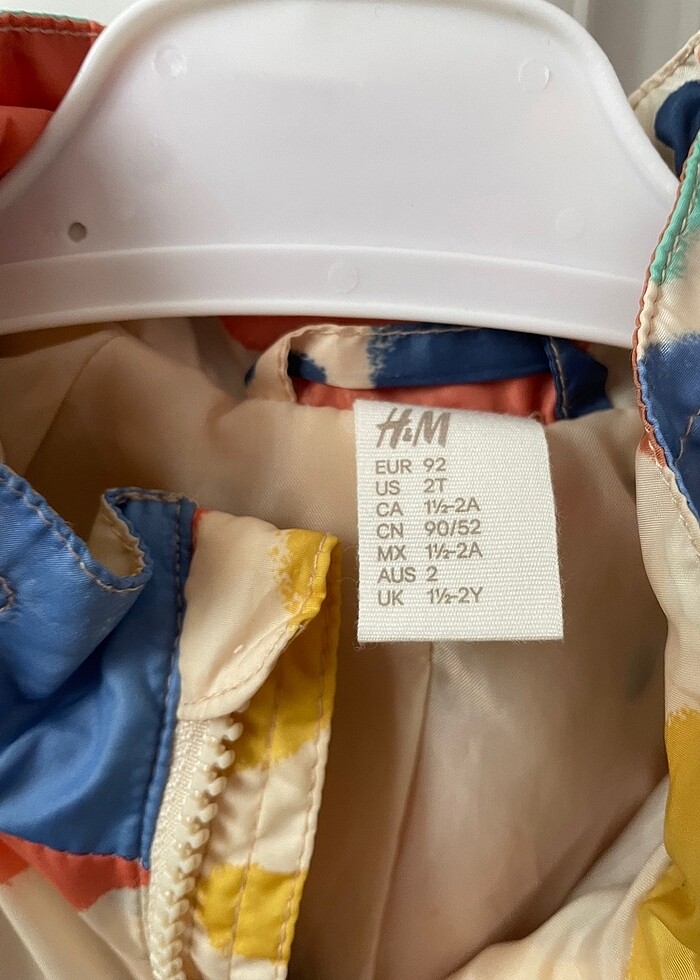 H&M
EUR 92
US 2T
CA 1½-2A
CN 90/52
MX 1½-2A
AUS 2
UK 1½-2Y